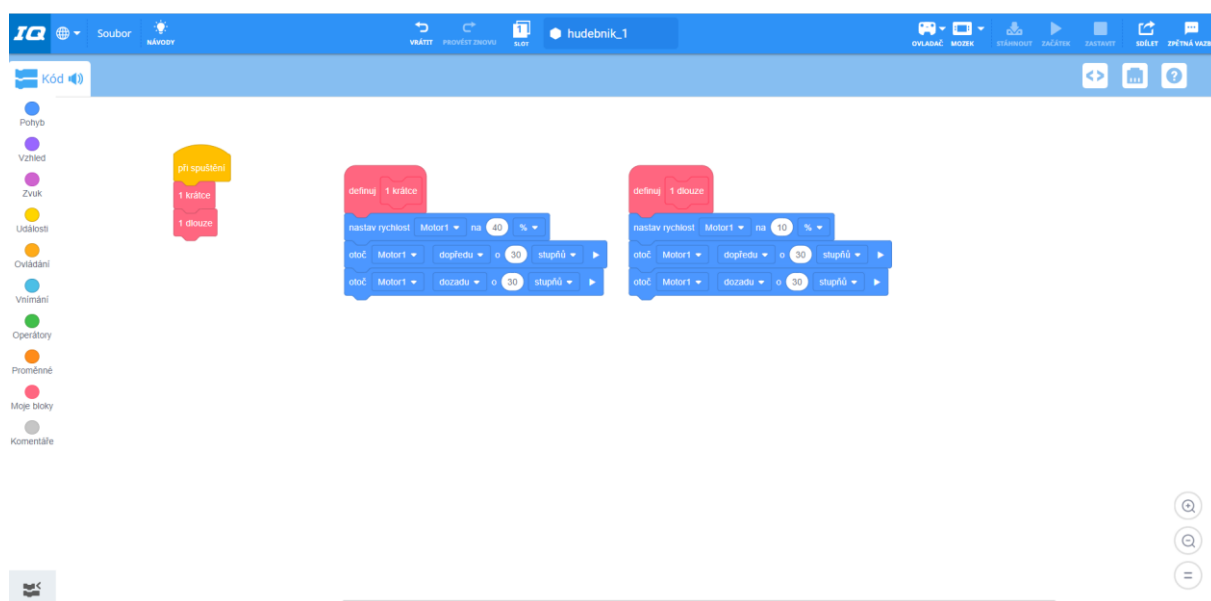 IQ Soubor NÁVODY VRÁTIT PROVÉST ZNOVU 1 SLOT hudebnik_1 OVLADAČ MOZEK STÁHNOUT ZAČÁTEK ZASTAVIT SDÍLET ZPĚTNÁ VAZB
Kód
Pohyb
Vzhled
Zvuk
Události
Ovládání
Vnímání
Operátory
Proměnné
Moje bloky
Komentáře
při spuštění
1 krátce
1 dlouze
definuj 1 krátce
nastav rychlost Motor1 na 40 %
otoč Motor1 dopředu o 30 stupňů
otoč Motor1 dozadu o 30 stupňů
definuj 1 dlouze
nastav rychlost Motor1 na 10 %
otoč Motor1 dopředu o 30 stupňů
otoč Motor1 dozadu o 30 stupňů